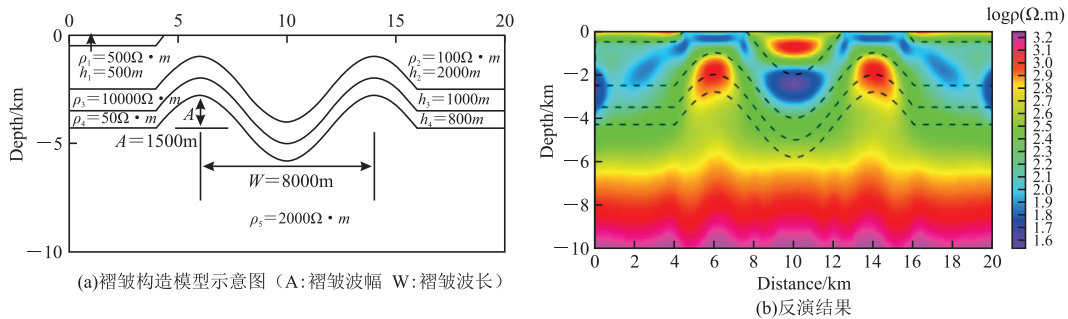 0 5 10 15 20
0
−5
−10
Depth/km
ρ₁=500Ω·m
h₁=500m
ρ₂=100Ω·m
h₂=2000m
ρ₃=10000Ω·m
h₃=1000m
ρ₄=50Ω·m
h₄=800m
A
A=1500m
W=8000m
ρ₅=2000Ω·m
(a)褶皱构造模型示意图（A:褶皱波幅 W:褶皱波长）
logρ(Ω.m)
0
−2
−4
−6
−8
−10
Depth/km
0 2 4 6 8 10 12 14 16 18 20
Distance/km
3.2
3.1
3.0
2.9
2.8
2.7
2.6
2.5
2.4
2.3
2.2
2.1
2.0
1.9
1.8
1.7
1.6
(b)反演结果